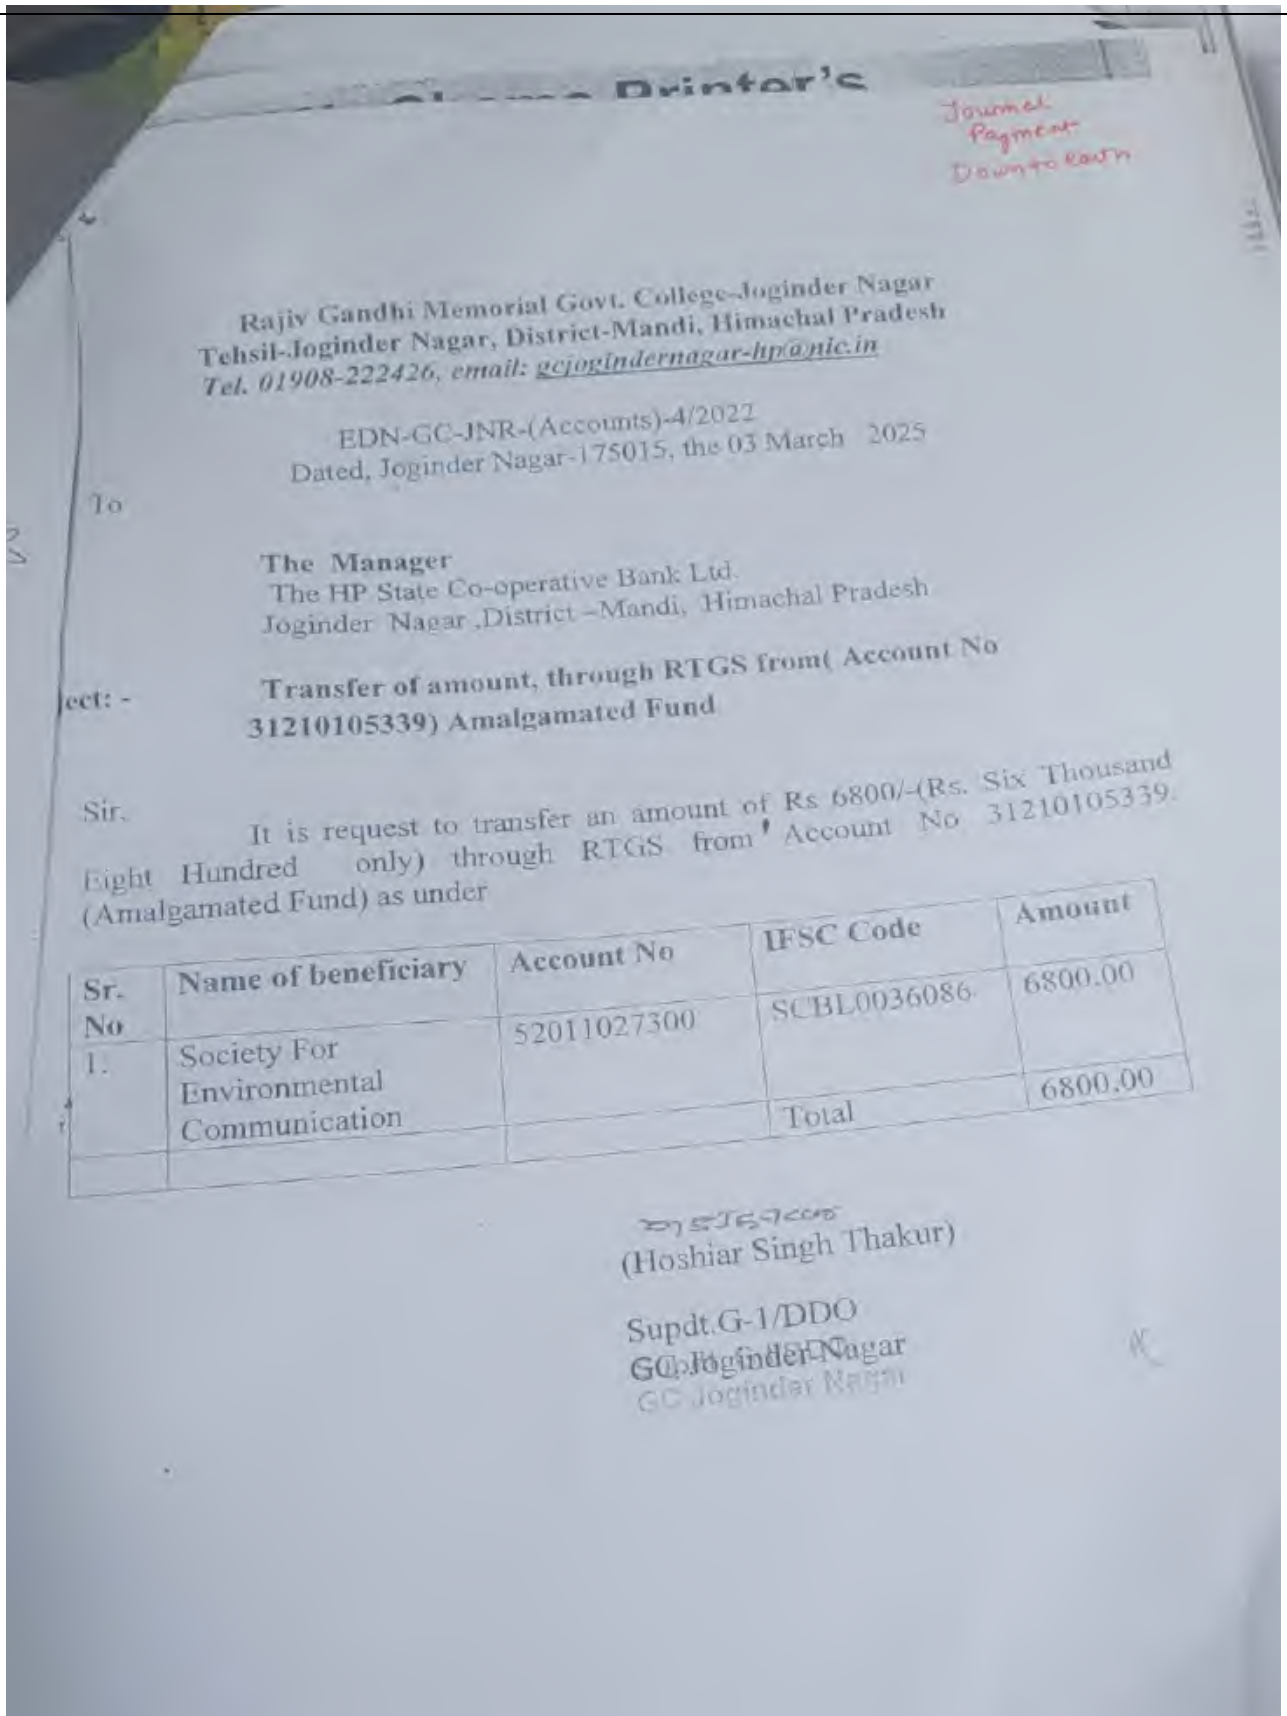 Printer's
Journal
Payment
Down to Earth
Rajiv Gandhi Memorial Govt. College-Joginder Nagar
Tehsil-Joginder Nagar, District-Mandi, Himachal Pradesh
Tel. 01908-222426, email: gcjogindernagar-hp@nic.in
EDN-GC-JNR-(Accounts)-4/2022
Dated, Joginder Nagar-175015, the 03 March 2025
To
The Manager
The HP State Co-operative Bank Ltd.
Joginder Nagar ,District –Mandi, Himachal Pradesh
ject: - Transfer of amount, through RTGS from( Account No
31210105339) Amalgamated Fund
Sir,
It is request to transfer an amount of Rs 6800/-(Rs. Six Thousand
Eight Hundred only) through RTGS from Account No 31210105339.
(Amalgamated Fund) as under
Sr. No Name of beneficiary Account No IFSC Code Amount
1. Society For Environmental Communication 52011027300 SCBL0036086 6800.00
Total 6800.00
(Hoshiar Singh Thakur)
Supdt.G-1/DDO
GC Joginder Nagar
GC Joginder Nagar